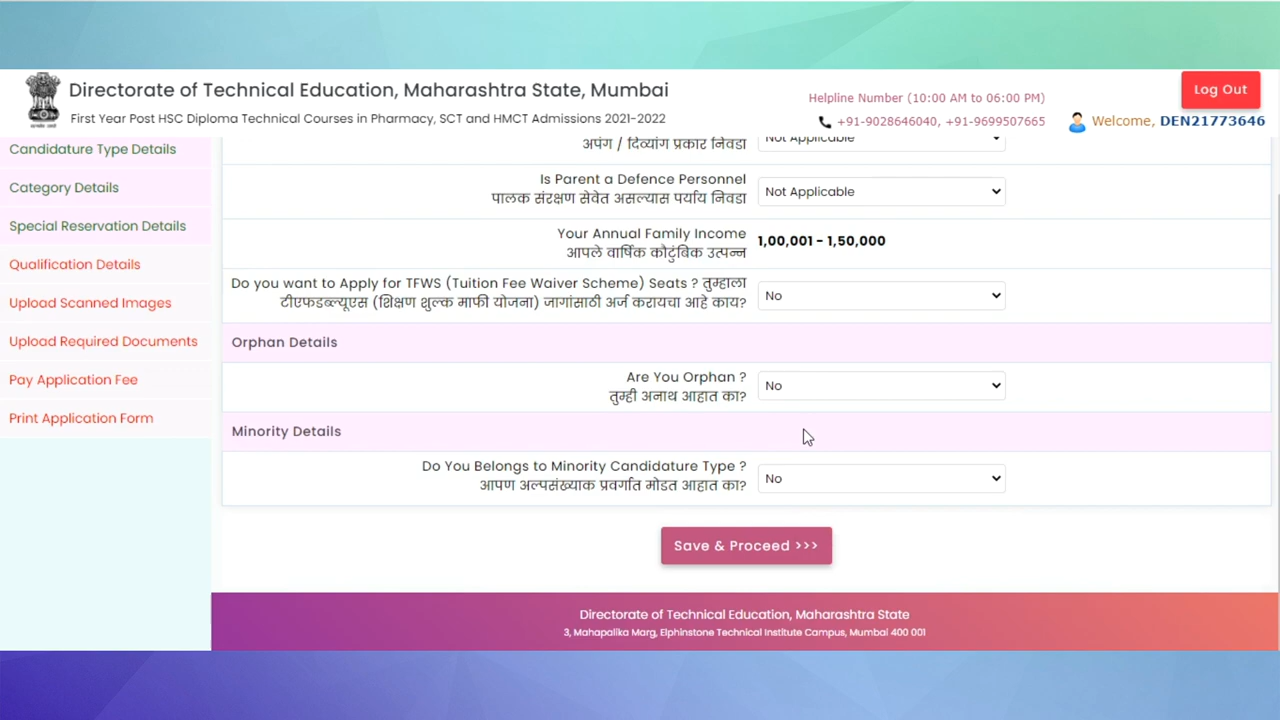 Directorate of Technical Education, Maharashtra State, Mumbai
First Year Post HSC Diploma Technical Courses in Pharmacy, SCT and HMCT Admissions 2021-2022
Helpline Number (10:00 AM to 06:00 PM)
+91-9028646040, +91-9699507665
Log Out
Welcome, DEN21773646
Candidature Type Details
Category Details
Special Reservation Details
Qualification Details
Upload Scanned Images
Upload Required Documents
Pay Application Fee
Print Application Form
अपंग / दिव्यांग प्रकार निवडा
Not Applicable
Is Parent a Defence Personnel
पालक संरक्षण सेवेत असल्यास पर्याय निवडा
Not Applicable
Your Annual Family Income
आपले वार्षिक कौटुंबिक उत्पन्न
1,00,001 - 1,50,000
Do you want to Apply for TFWS (Tuition Fee Waiver Scheme) Seats ? तुम्हाला
टीएफडब्ल्यूएस (शिक्षण शुल्क माफी योजना) जागांसाठी अर्ज करायचा आहे काय?
No
Orphan Details
Are You Orphan ?
तुम्ही अनाथ आहात का?
No
Minority Details
Do You Belongs to Minority Candidature Type ?
आपण अल्पसंख्याक प्रवर्गात मोडत आहात का?
No
Save & Proceed >>>
Directorate of Technical Education, Maharashtra State
3, Mahapalika Marg, Elphinstone Technical Institute Campus, Mumbai 400 001